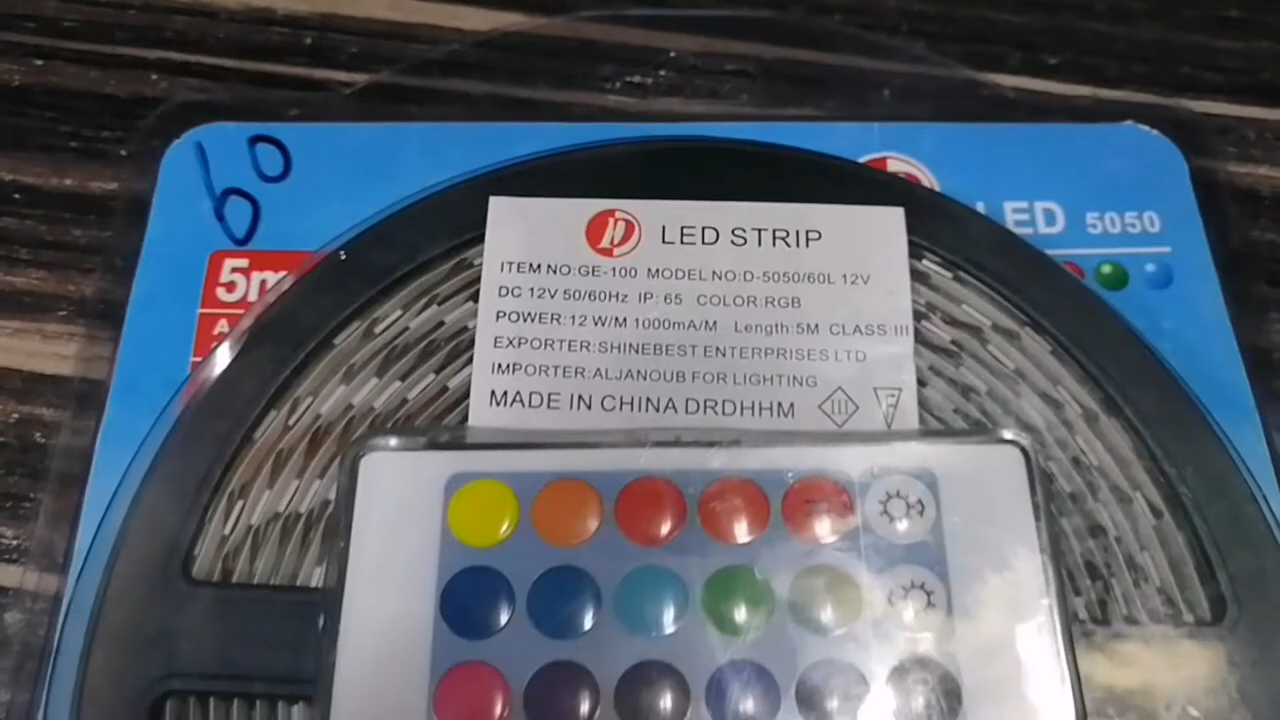 60
5m
A
LED 5050
LED STRIP
ITEM NO:GE-100 MODEL NO:D-5050/60L 12V
DC 12V 50/60Hz IP: 65 COLOR:RGB
POWER:12 W/M 1000mA/M Length:5M CLASS:III
EXPORTER:SHINEBEST ENTERPRISES LTD
IMPORTER:ALJANOUB FOR LIGHTING
MADE IN CHINA DRDHHM
III
F